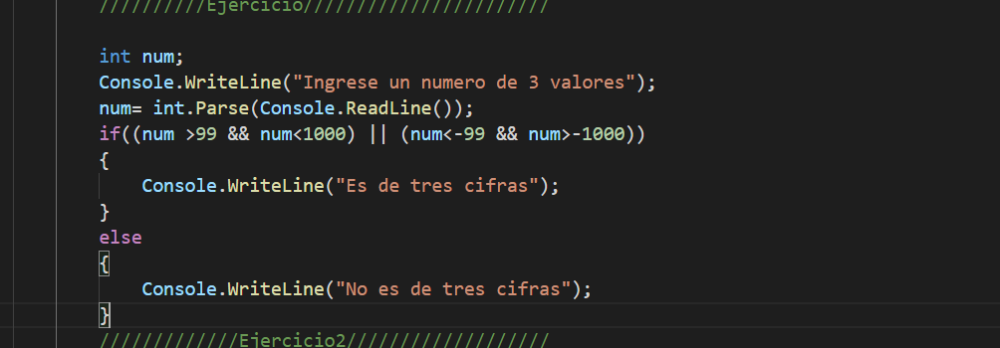 //////////Ejercicio///////////////////////
int num;
Console.WriteLine("Ingrese un numero de 3 valores");
num= int.Parse(Console.ReadLine());
if((num >99 && num<1000) || (num<-99 && num>-1000))
{
Console.WriteLine("Es de tres cifras");
}
else
{
Console.WriteLine("No es de tres cifras");
}
/////////////Ejercicio2///////////////////